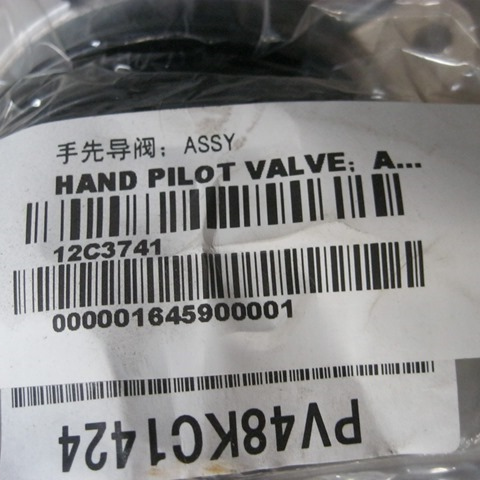 手先导阀；ASSY
HAND PILOT VALVE；A...
12C3741
000001645900001
PV48KC1424